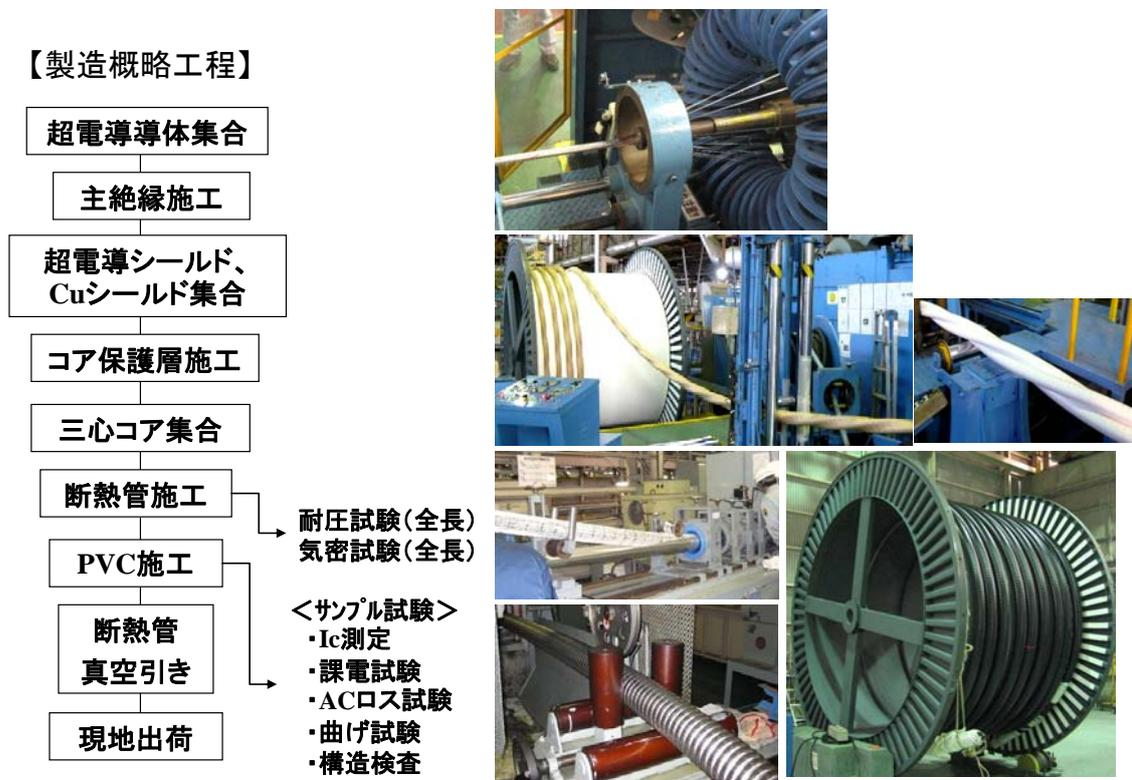 【製造概略工程】
超電導導体集合
主絶縁施工
超電導シールド、
Cuシールド集合
コア保護層施工
三心コア集合
断熱管施工
耐圧試験（全長）
気密試験（全長）
PVC施工
＜サンプル試験＞
・Ic測定
・課電試験
・ACロス試験
・曲げ試験
・構造検査
断熱管
真空引き
現地出荷